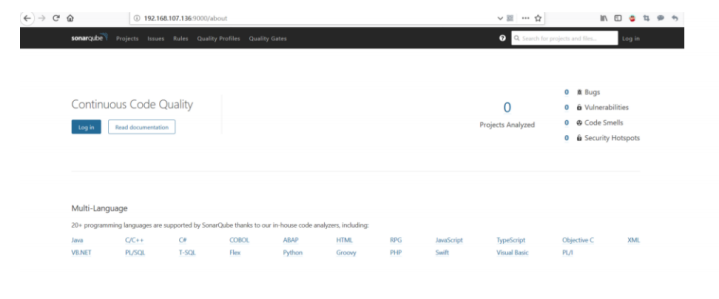 192.168.107.136:9000/about
sonarqube Projects Issues Rules Quality Profiles Quality Gates Search for projects and files... Log in
Continuous Code Quality
Log in Read documentation
0
Projects Analyzed
0 Bugs
0 Vulnerabilities
0 Code Smells
0 Security Hotspots
Multi-Language
20+ programming languages are supported by SonarQube thanks to our in-house code analyzers, including:
Java C/C++ C# COBOL ABAP HTML RPG JavaScript TypeScript Objective C XML
VB.NET PL/SQL T-SQL Flex Python Groovy PHP Swift Visual Basic PL/I